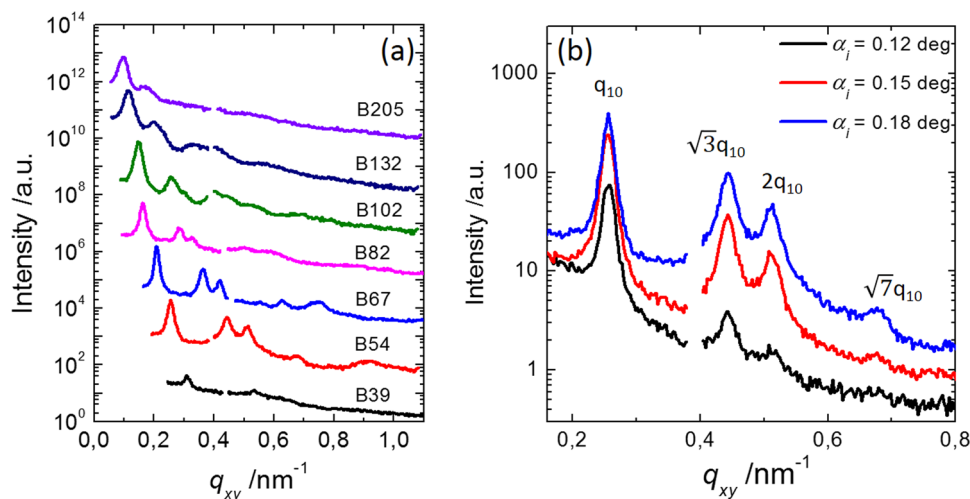 (a)
10^14
10^12
10^10
10^8
10^6
10^4
10^2
10^0
Intensity /a.u.
B205
B132
B102
B82
B67
B54
B39
0,0 0,2 0,4 0,6 0,8 1,0
q_xy /nm^-1
(b)
α_i = 0.12 deg
α_i = 0.15 deg
α_i = 0.18 deg
q_10
√3q_10
2q_10
√7q_10
1000
100
10
1
Intensity /a.u.
0,2 0,4 0,6 0,8
q_xy /nm^-1